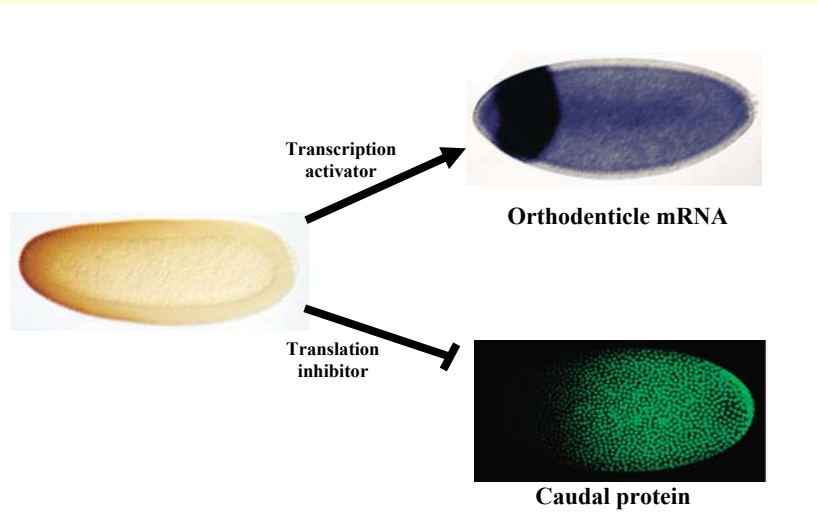 Transcription
activator
Orthodenticle mRNA
Translation
inhibitor
Caudal protein